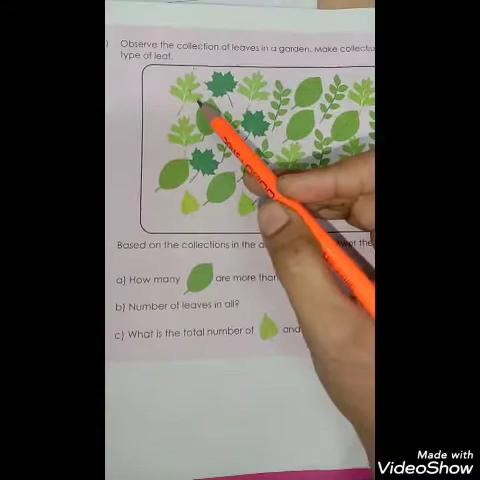 Observe the collection of leaves in a garden. Make
type of leaf.
Based on the collections in the
a) How many are more than
b) Number of leaves in all?
c) What is the total number of and
Made with
VideoShow